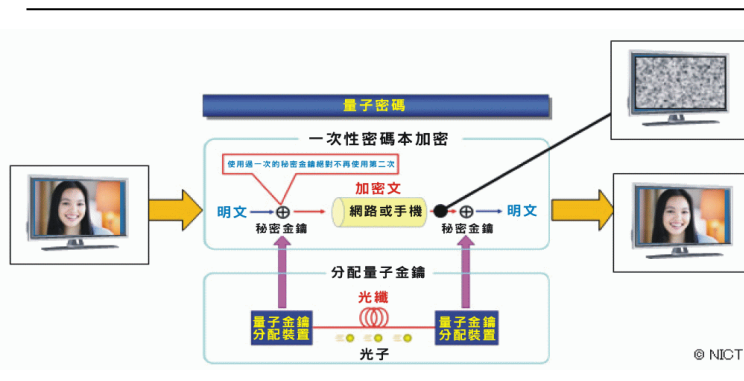 量子密碼
一次性密碼本加密
使用過一次的秘密金鑰絕對不再使用第二次
加密文
明文
網路或手機
明文
秘密金鑰
秘密金鑰
分配量子金鑰
光纖
量子金鑰
分配裝置
量子金鑰
分配裝置
光子
© NICT